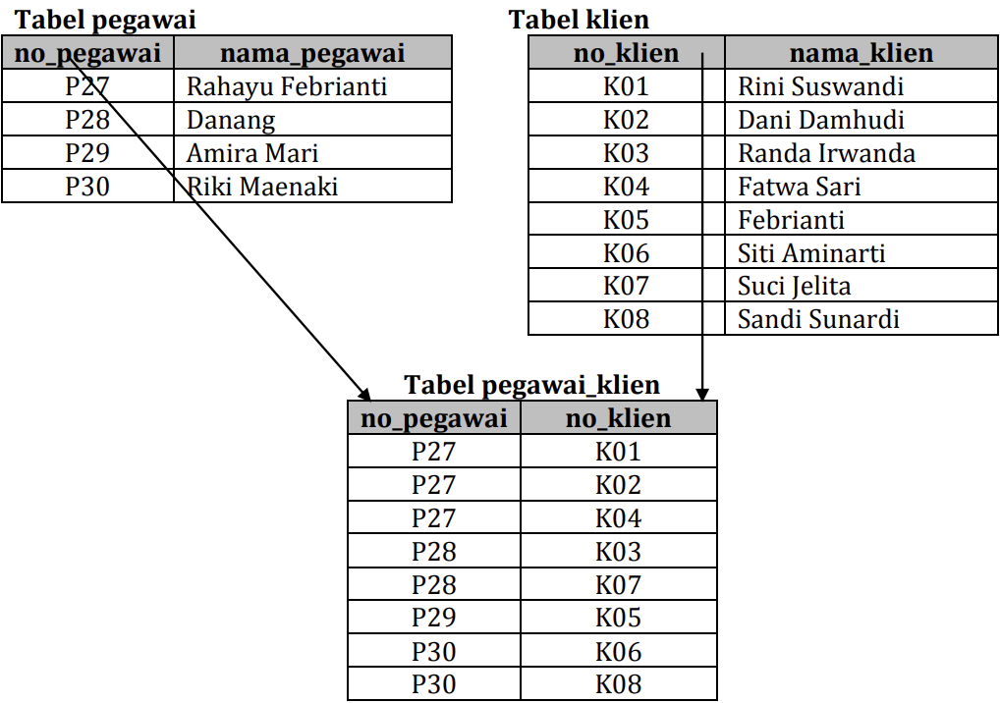 Tabel pegawai
no_pegawai nama_pegawai
P27 Rahayu Febrianti
P28 Danang
P29 Amira Mari
P30 Riki Maenaki
Tabel klien
no_klien nama_klien
K01 Rini Suswandi
K02 Dani Damhudi
K03 Randa Irwanda
K04 Fatwa Sari
K05 Febrianti
K06 Siti Aminarti
K07 Suci Jelita
K08 Sandi Sunardi
Tabel pegawai_klien
no_pegawai no_klien
P27 K01
P27 K02
P27 K04
P28 K03
P28 K07
P29 K05
P30 K06
P30 K08